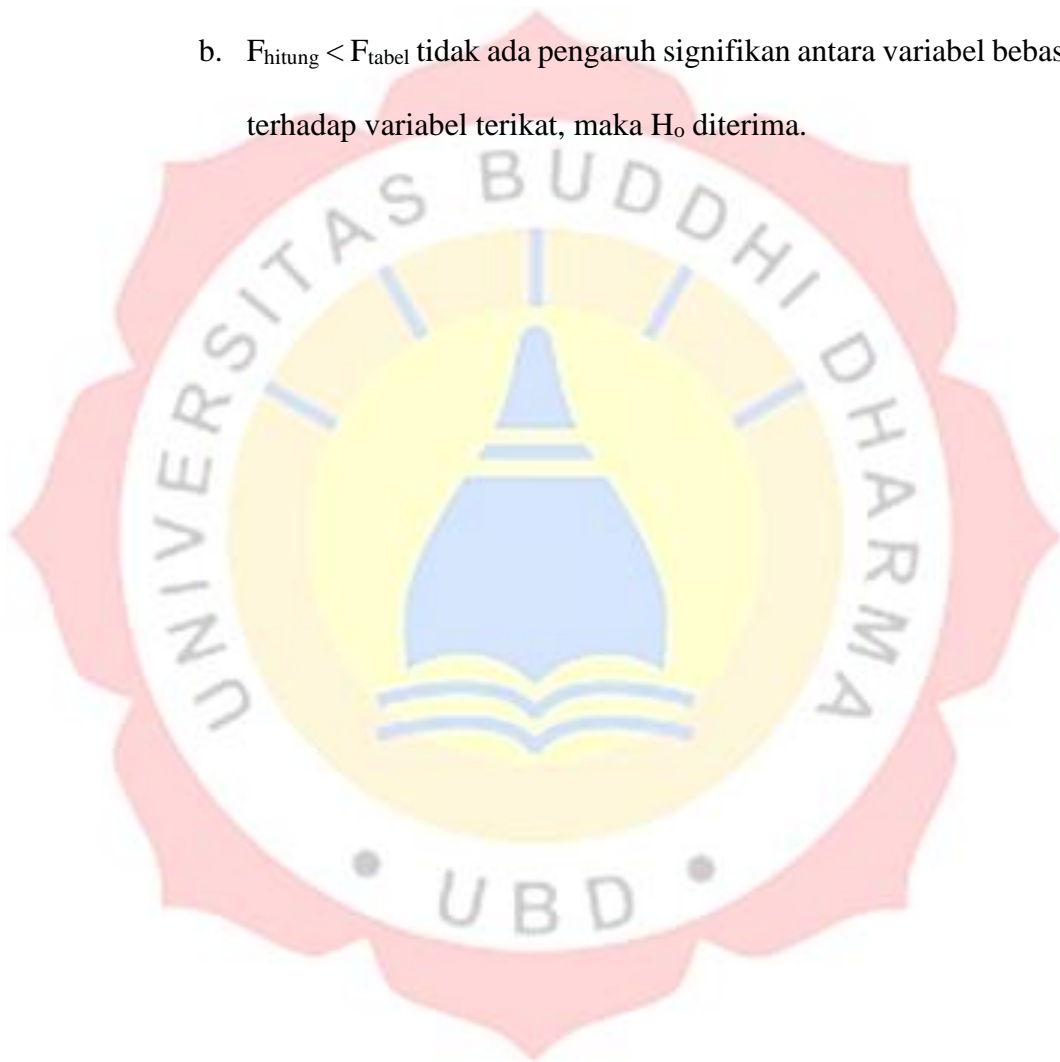 b. Fhitung < Ftabel tidak ada pengaruh signifikan antara variabel bebas
terhadap variabel terikat, maka Ho diterima.
UNIVERSITAS BUDDHI DHARMA
• UBD •